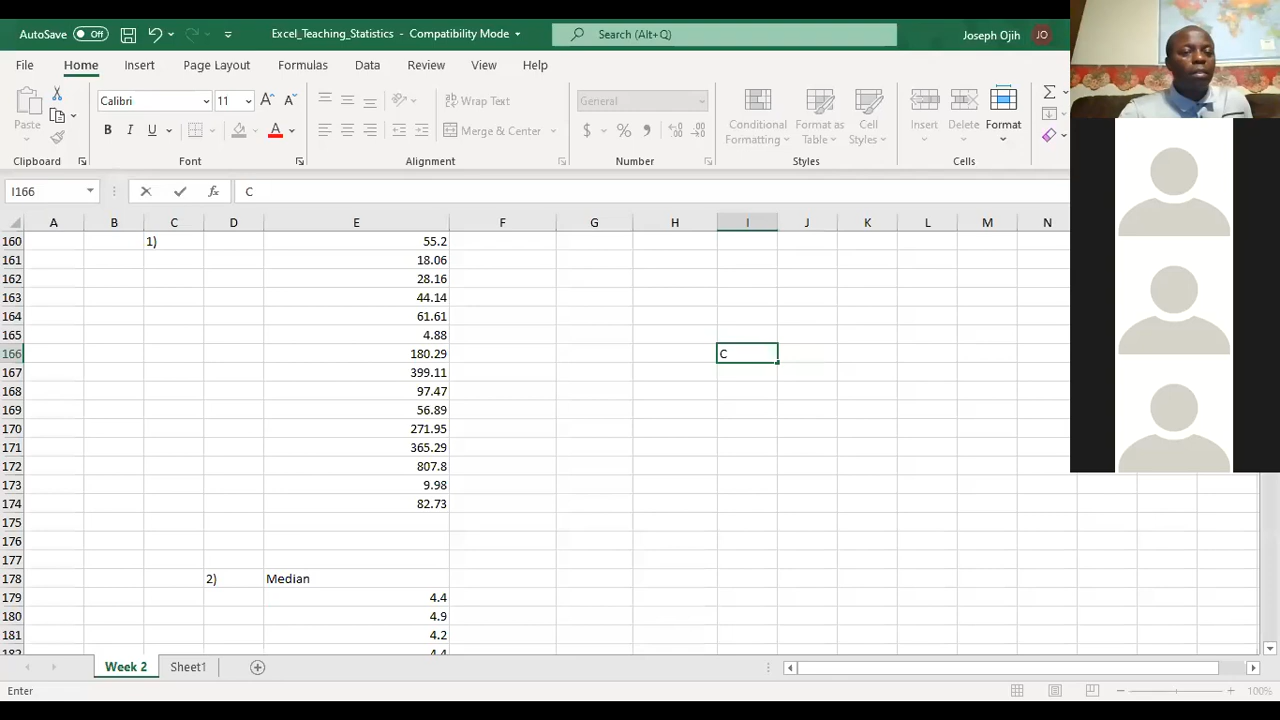 AutoSave Off Excel_Teaching_Statistics - Compatibility Mode Search (Alt+Q) Joseph Ojih JO
File Home Insert Page Layout Formulas Data Review View Help
Paste Calibri 11 A A Wrap Text General Conditional Formatting Format as Table Cell Styles Insert Delete Format
B I U A Merge & Center $ % ,
Clipboard Font Alignment Number Styles Cells
I166 fx C
A B C D E F G H I J K L M N
160 1) 55.2
161 18.06
162 28.16
163 44.14
164 61.61
165 4.88
166 180.29 C
167 399.11
168 97.47
169 56.89
170 271.95
171 365.29
172 807.8
173 9.98
174 82.73
175
176
177
178 2) Median
179 4.4
180 4.9
181 4.2
182 4.4
Week 2 Sheet1
Enter 100%